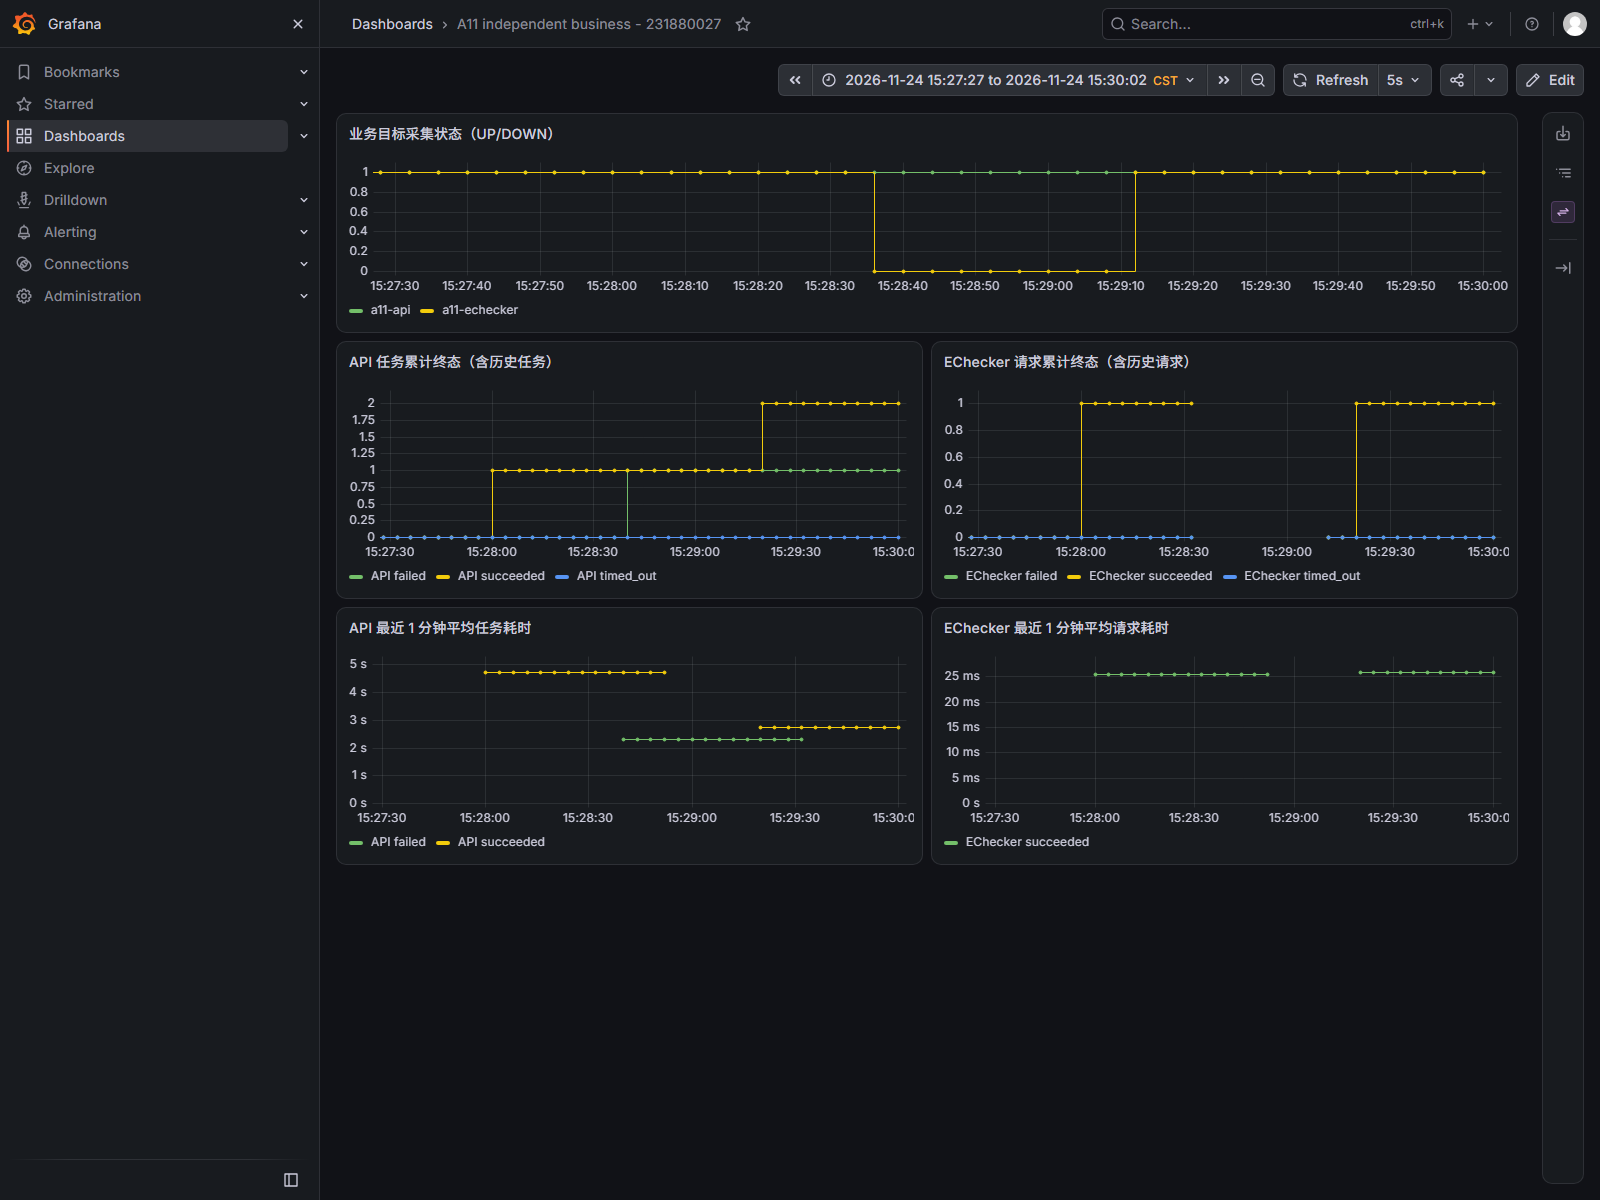 Grafana
Dashboards › A11 independent business - 231880027
Search...
ctrl+k
Bookmarks
Starred
Dashboards
Explore
Drilldown
Alerting
Connections
Administration
2026-11-24 15:27:27 to 2026-11-24 15:30:02 CST
Refresh
5s
Edit
业务目标采集状态（UP/DOWN）
1
0.8
0.6
0.4
0.2
0
15:27:30 15:27:40 15:27:50 15:28:00 15:28:10 15:28:20 15:28:30 15:28:40 15:28:50 15:29:00 15:29:10 15:29:20 15:29:30 15:29:40 15:29:50 15:30:00
a11-api a11-echecker
API 任务累计终态（含历史任务）
2
1.75
1.5
1.25
1
0.75
0.5
0.25
0
15:27:30 15:28:00 15:28:30 15:29:00 15:29:30 15:30:0
API failed API succeeded API timed_out
EChecker 请求累计终态（含历史请求）
1
0.8
0.6
0.4
0.2
0
15:27:30 15:28:00 15:28:30 15:29:00 15:29:30 15:30:0
EChecker failed EChecker succeeded EChecker timed_out
API 最近 1 分钟平均任务耗时
5 s
4 s
3 s
2 s
1 s
0 s
15:27:30 15:28:00 15:28:30 15:29:00 15:29:30 15:30:0
API failed API succeeded
EChecker 最近 1 分钟平均请求耗时
25 ms
20 ms
15 ms
10 ms
5 ms
0 s
15:27:30 15:28:00 15:28:30 15:29:00 15:29:30 15:30:0
EChecker succeeded